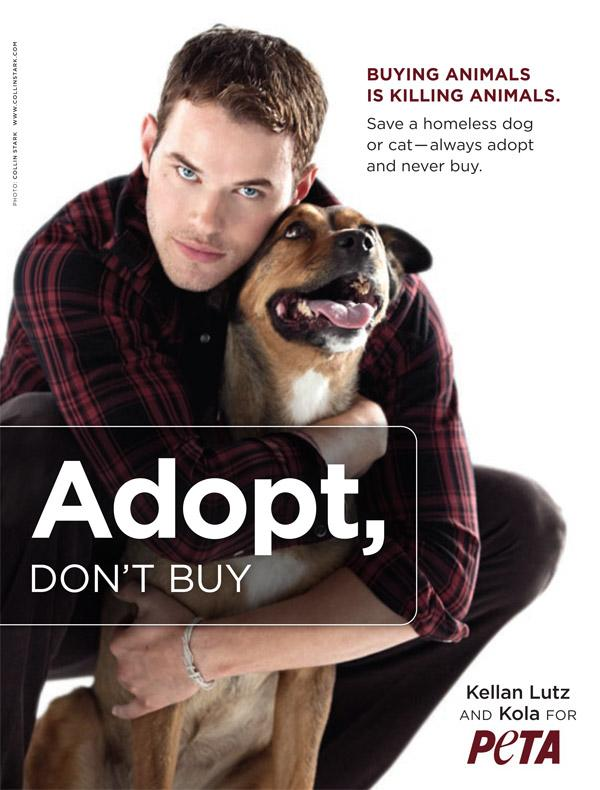 PHOTO: COLLIN STARK WWW.COLLINSTARK.COM
BUYING ANIMALS
IS KILLING ANIMALS.
Save a homeless dog
or cat—always adopt
and never buy.
Adopt,
DON'T BUY
Kellan Lutz
AND Kola FOR
PeTA